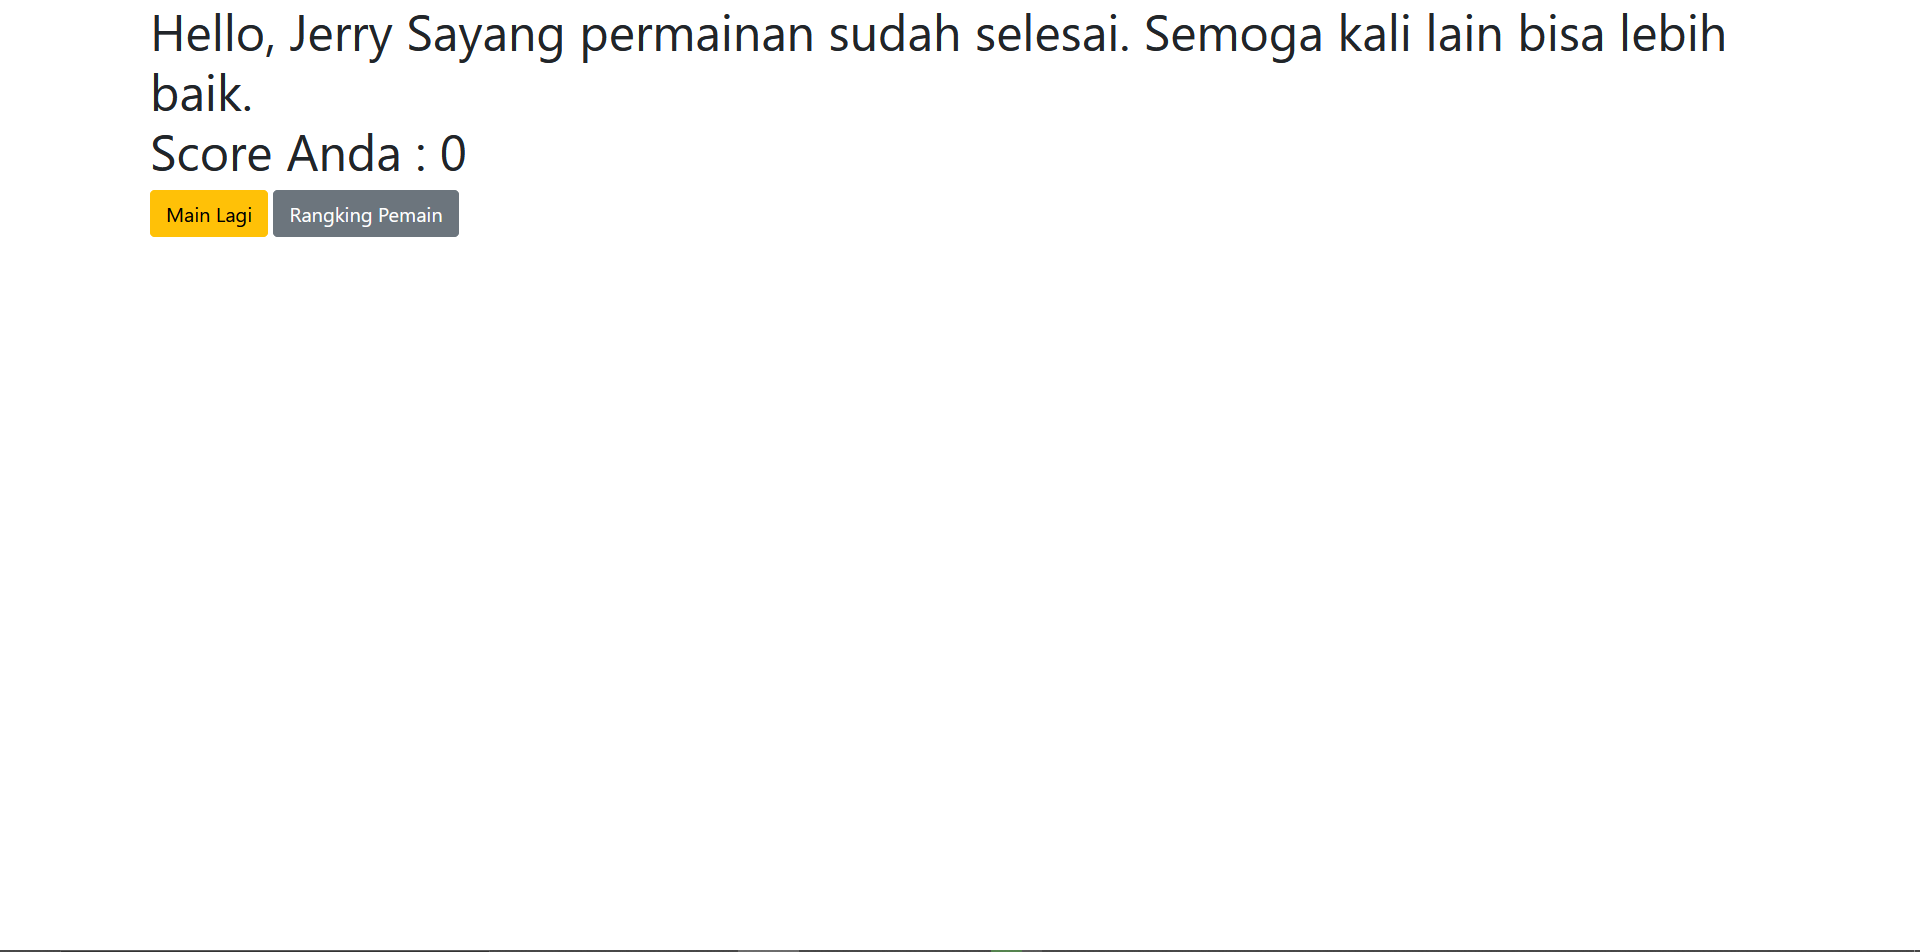 Hello, Jerry Sayang permainan sudah selesai. Semoga kali lain bisa lebih
baik.
Score Anda : 0
Main Lagi Rangking Pemain